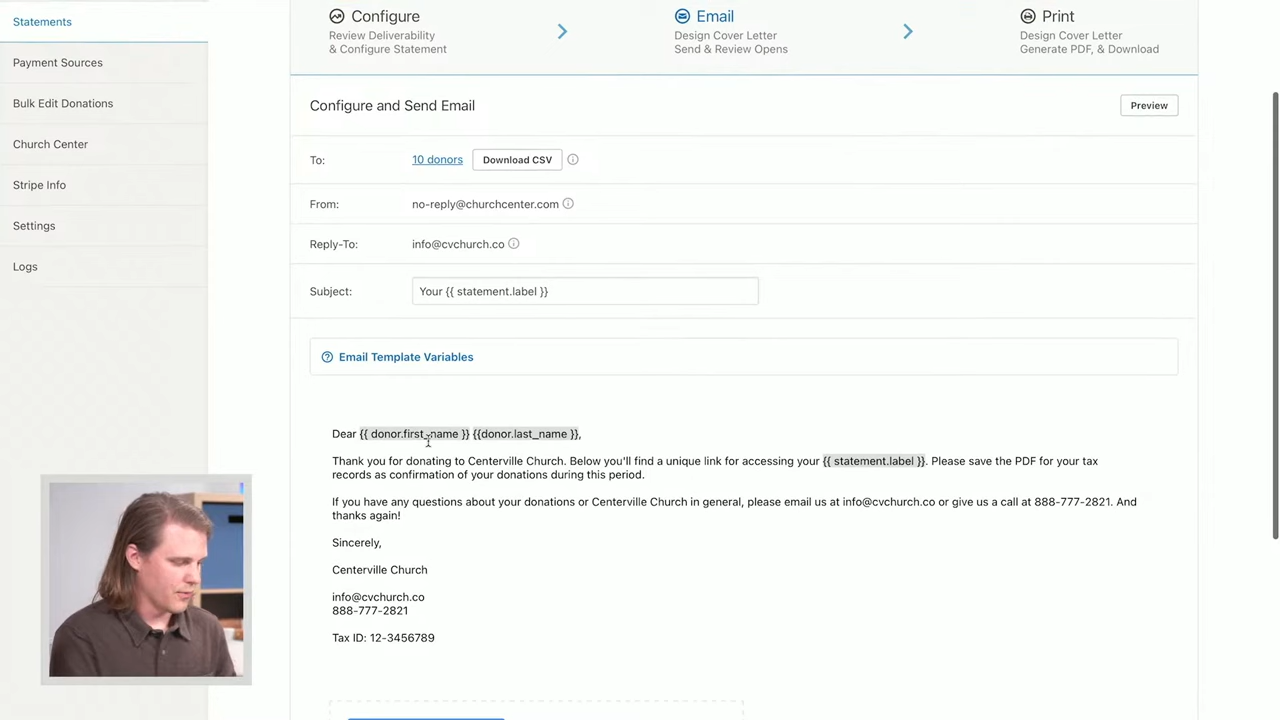 Statements
Payment Sources
Bulk Edit Donations
Church Center
Stripe Info
Settings
Logs
Configure
Review Deliverability
& Configure Statement
Email
Design Cover Letter
Send & Review Opens
Print
Design Cover Letter
Generate PDF, & Download
Configure and Send Email
Preview
To: 10 donors Download CSV
From: no-reply@churchcenter.com
Reply-To: info@cvchurch.co
Subject: Your {{ statement.label }}
Email Template Variables
Dear {{ donor.first_name }} {{donor.last_name }},
Thank you for donating to Centerville Church. Below you'll find a unique link for accessing your {{ statement.label }}. Please save the PDF for your tax
records as confirmation of your donations during this period.
If you have any questions about your donations or Centerville Church in general, please email us at info@cvchurch.co or give us a call at 888-777-2821. And
thanks again!
Sincerely,
Centerville Church
info@cvchurch.co
888-777-2821
Tax ID: 12-3456789